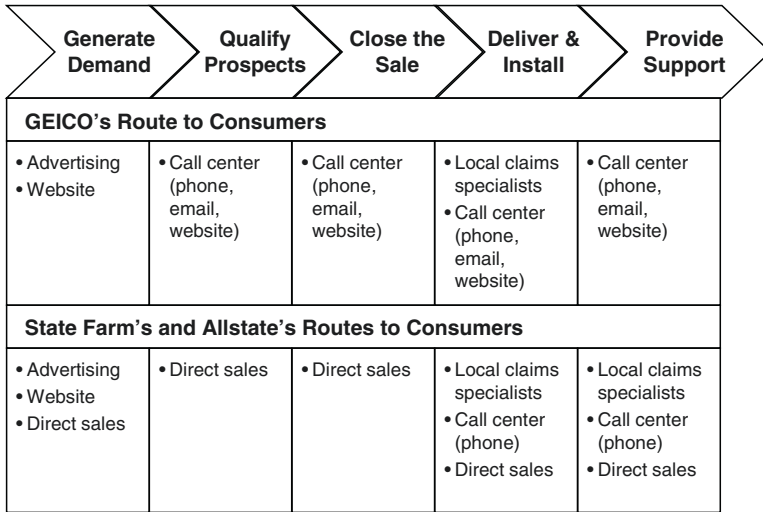 Generate
Demand
Qualify
Prospects
Close the
Sale
Deliver &
Install
Provide
Support
GEICO's Route to Consumers
• Advertising
• Website
• Call center
(phone,
email,
website)
• Call center
(phone,
email,
website)
• Local claims
specialists
• Call center
(phone,
email,
website)
• Call center
(phone,
email,
website)
State Farm's and Allstate's Routes to Consumers
• Advertising
• Website
• Direct sales
• Direct sales
• Direct sales
• Local claims
specialists
• Call center
(phone)
• Direct sales
• Local claims
specialists
• Call center
(phone)
• Direct sales